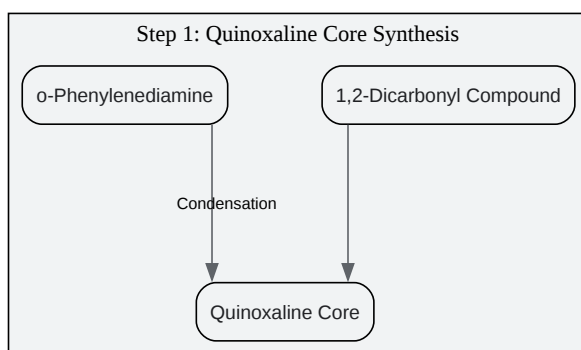 Step 1: Quinoxaline Core Synthesis
o-Phenylenediamine
1,2-Dicarbonyl Compound
Condensation
Quinoxaline Core